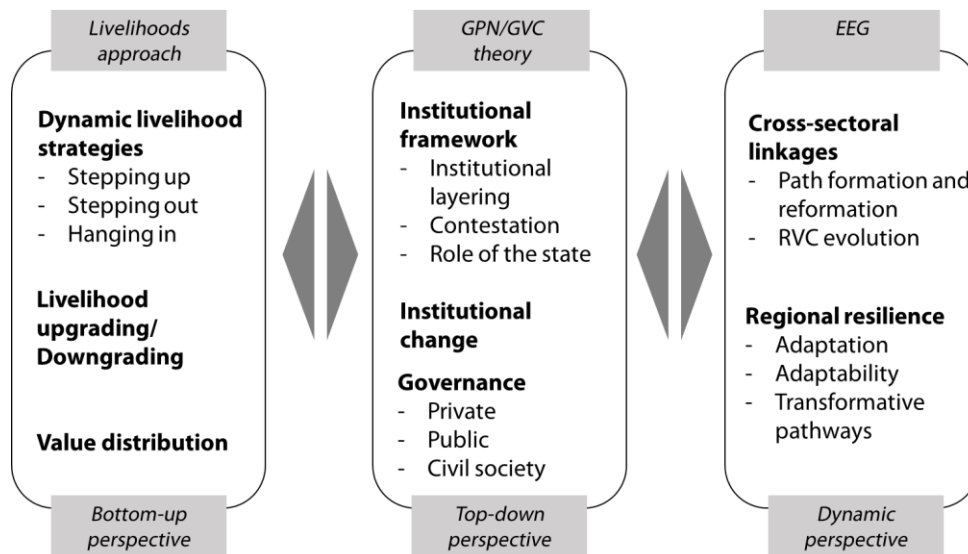 Livelihoods
approach
Dynamic livelihood
strategies
- Stepping up
- Stepping out
- Hanging in
Livelihood
upgrading/
Downgrading
Value distribution
Bottom-up
perspective
GPN/GVC
theory
Institutional
framework
- Institutional
layering
- Contestation
- Role of the state
Institutional
change
Governance
- Private
- Public
- Civil society
Top-down
perspective
EEG
Cross-sectoral
linkages
- Path formation and
reformation
- RVC evolution
Regional resilience
- Adaptation
- Adaptability
- Transformative
pathways
Dynamic
perspective